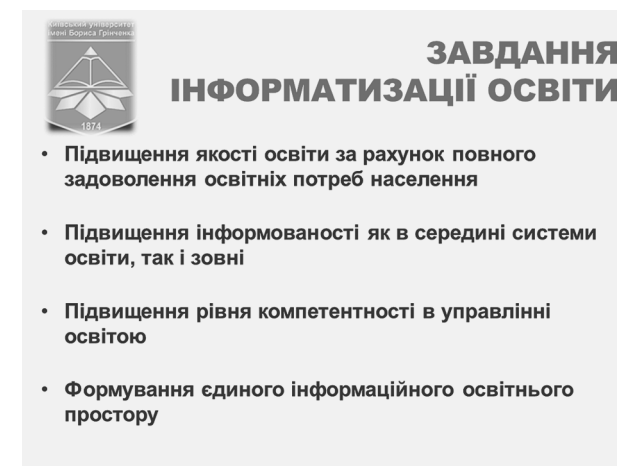 Київський університет
імені Бориса Грінченка
1874
ЗАВДАННЯ
ІНФОРМАТИЗАЦІЇ ОСВІТИ
• Підвищення якості освіти за рахунок повного
задоволення освітніх потреб населення
• Підвищення інформованості як в середині системи
освіти, так і зовні
• Підвищення рівня компетентності в управлінні
освітою
• Формування єдиного інформаційного освітнього
простору